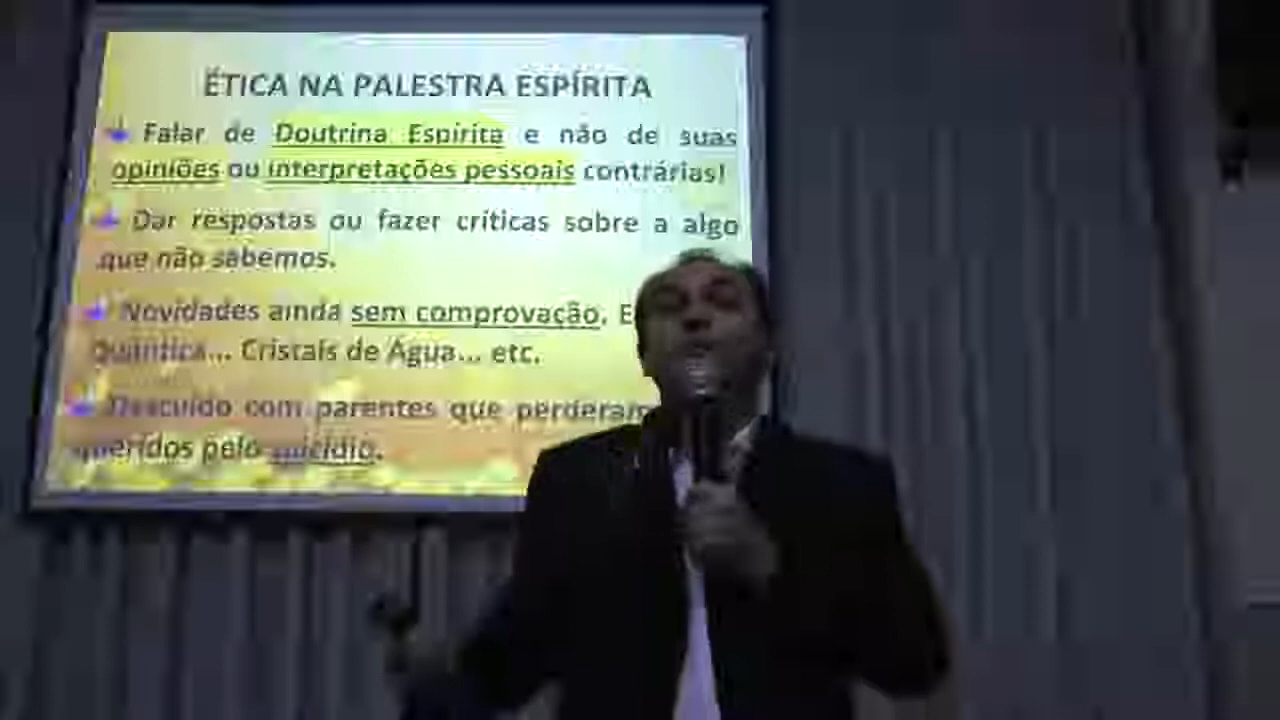 ÉTICA NA PALESTRA ESPÍRITA
Falar de Doutrina Espírita e não de suas
opiniões ou interpretações pessoais contrárias!
Dar respostas ou fazer críticas sobre a algo
que não sabemos.
Novidades ainda sem comprovação.
Quântica... Cristais de Água... etc.
Descuido com parentes que perderam
queridos pelo suicídio.